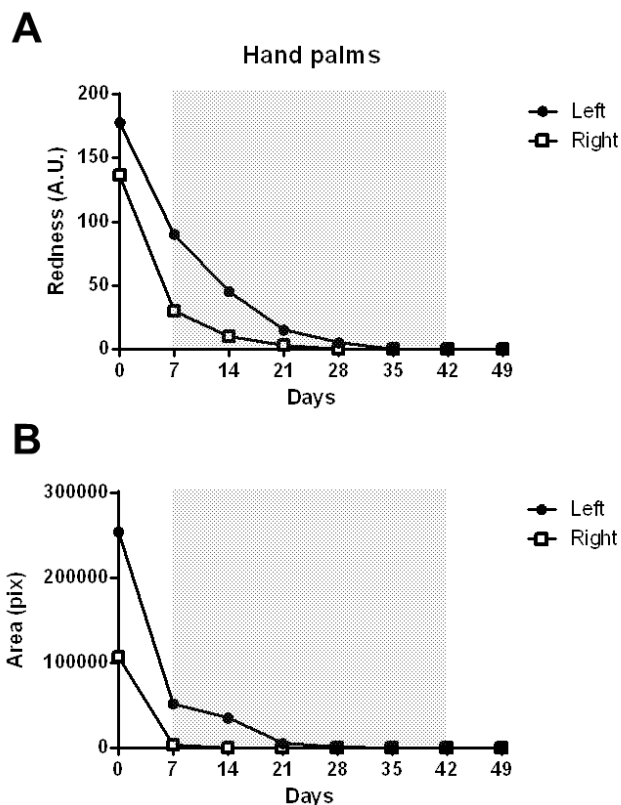 A
Hand palms
Redness (A.U.)
200
150
100
50
0
0 7 14 21 28 35 42 49
Days
Left
Right
B
Area (pix)
300000
200000
100000
0
0 7 14 21 28 35 42 49
Days
Left
Right